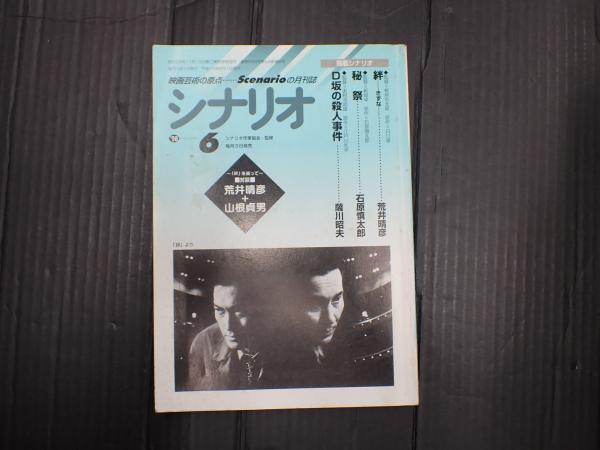 映画芸術の原点……Scenarioの月刊誌
シナリオ
'98
6
シナリオ作家協会・監修
毎月3日発売
掲載シナリオ
◆絆―きずな―
荒井晴彦
◆秘祭
石原慎太郎
◆D坂の殺人事件
薩川昭夫
〜「絆」を廻って〜
■対談■
荒井晴彦
+
山根貞男
「絆」より